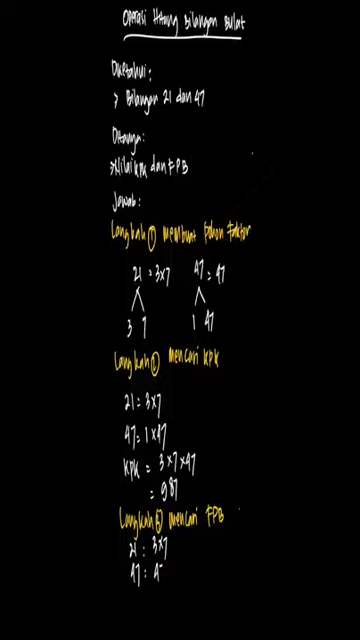 Operasi Hitung Bilangan Bulat
Diketahui:
> Bilangan 21 dan 47
Ditanya:
> Nilai KPK dan FPB
Jawab:
Langkah ① membuat Pohon Faktor
21 = 3×7 47 = 47
3 7 1 47
Langkah ② mencari KPK
21 = 3×7
47 = 1×47
KPK = 3×7×47
= 987
Langkah ③ mencari FPB
21 : 3×7
47 : 4